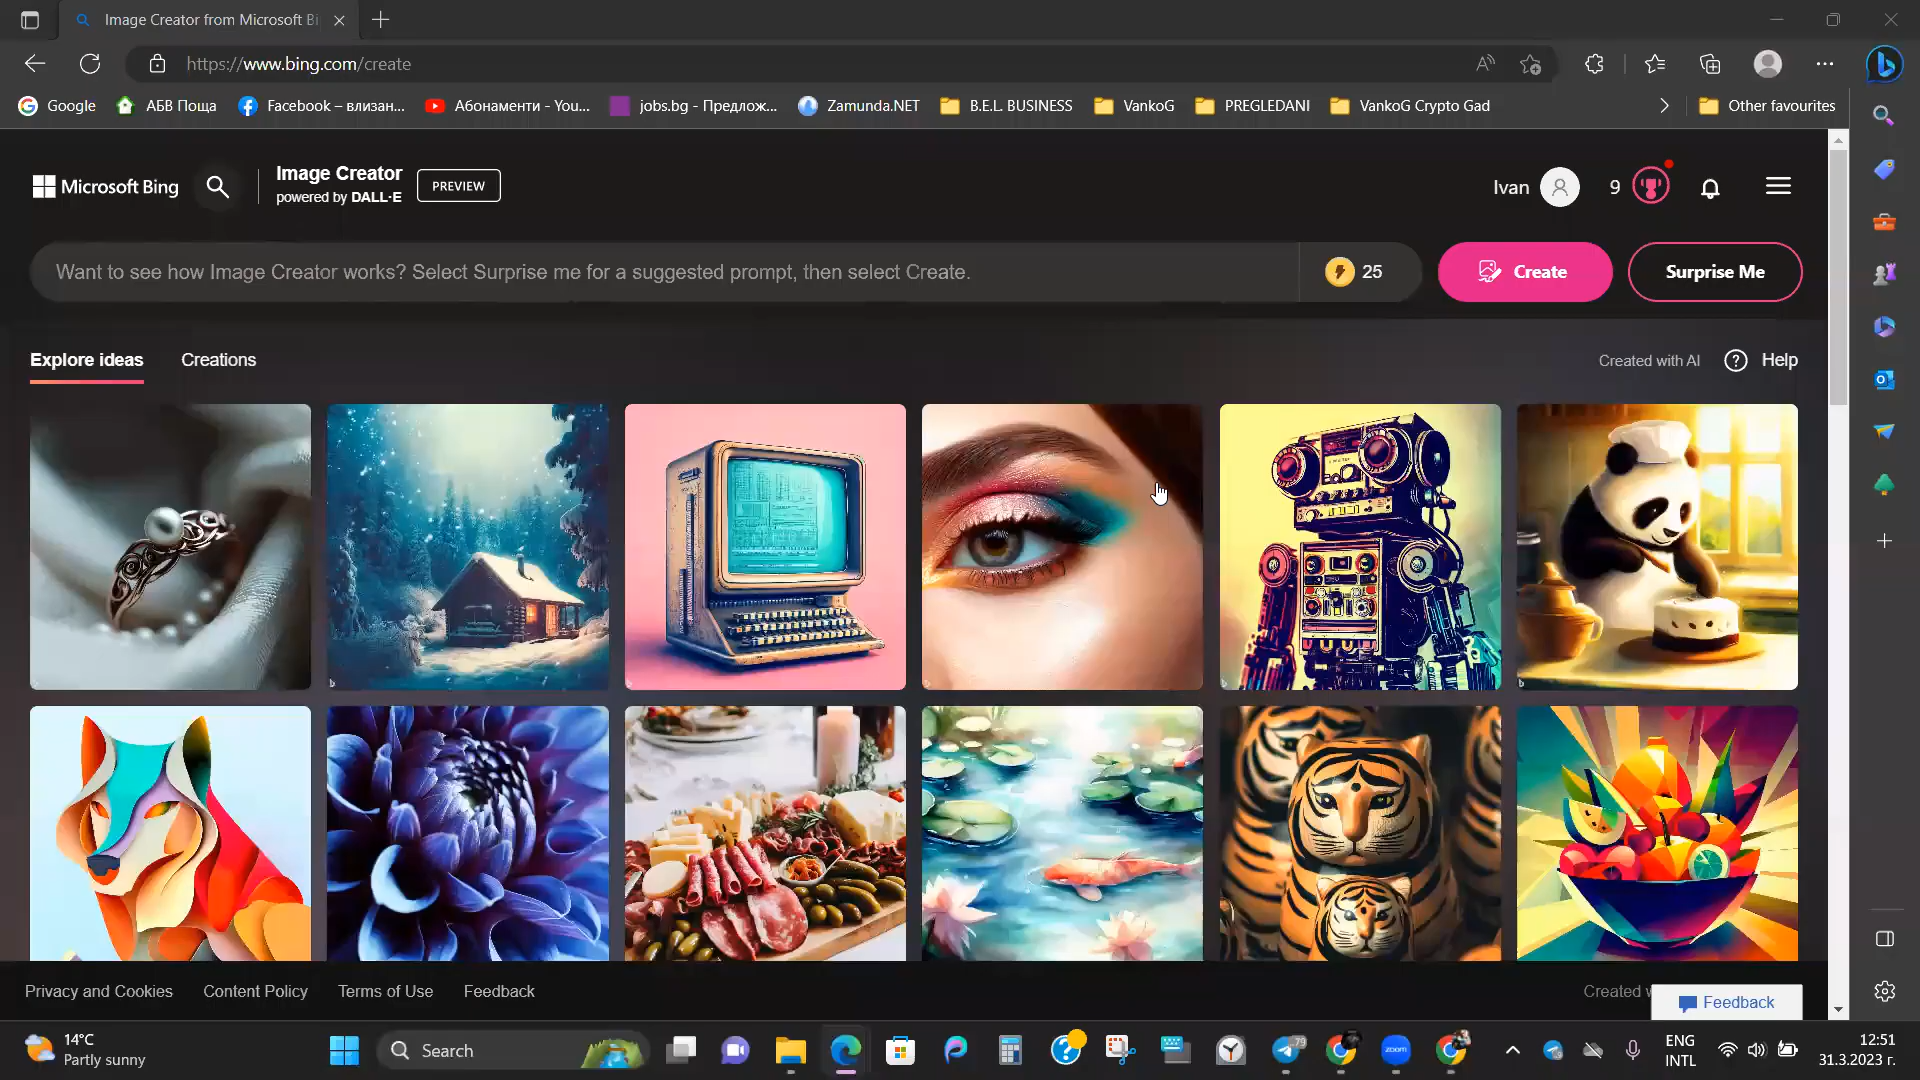 Image Creator from Microsoft Bi
https://www.bing.com/create
Google
АБВ Поща
Facebook – влизан...
Абонаменти - You...
jobs.bg - Предлож...
Zamunda.NET
B.E.L. BUSINESS
VankoG
PREGLEDANI
VankoG Crypto Gad
Other favourites
Microsoft Bing
Image Creator
powered by DALL·E
PREVIEW
Ivan
9
Want to see how Image Creator works? Select Surprise me for a suggested prompt, then select Create.
25
Create
Surprise Me
Explore ideas
Creations
Created with AI
Help
Privacy and Cookies
Content Policy
Terms of Use
Feedback
Created
Feedback
14°C
Partly sunny
Search
79
zoom
ENG
INTL
12:51
31.3.2023 г.